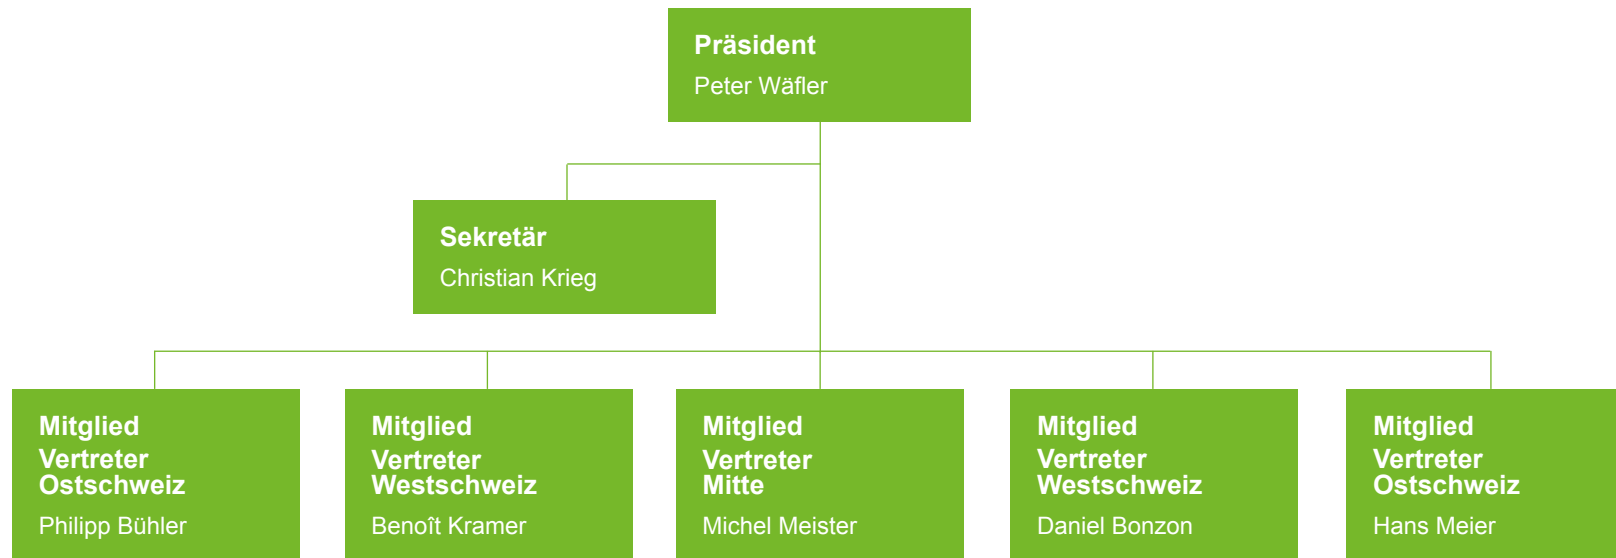 Präsident
Peter Wäfler
Sekretär
Christian Krieg
Mitglied
Vertreter
Ostschweiz
Philipp Bühler
Mitglied
Vertreter
Westschweiz
Benoît Kramer
Mitglied
Vertreter
Mitte
Michel Meister
Mitglied
Vertreter
Westschweiz
Daniel Bonzon
Mitglied
Vertreter
Ostschweiz
Hans Meier